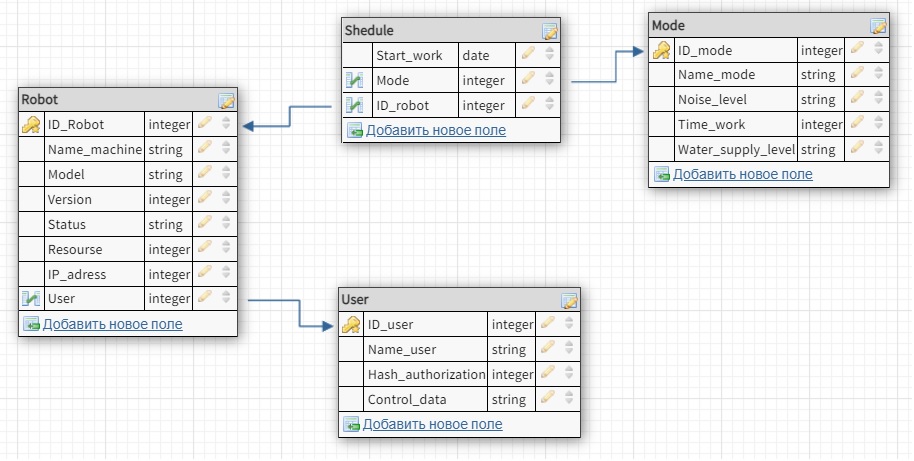 Shedule
Start_work date
Mode integer
ID_robot integer
Добавить новое поле
Mode
ID_mode integer
Name_mode string
Noise_level string
Time_work integer
Water_supply_level string
Добавить новое поле
Robot
ID_Robot integer
Name_machine string
Model string
Version integer
Status string
Resourse integer
IP_adress integer
User integer
Добавить новое поле
User
ID_user integer
Name_user string
Hash_authorization integer
Control_data string
Добавить новое поле